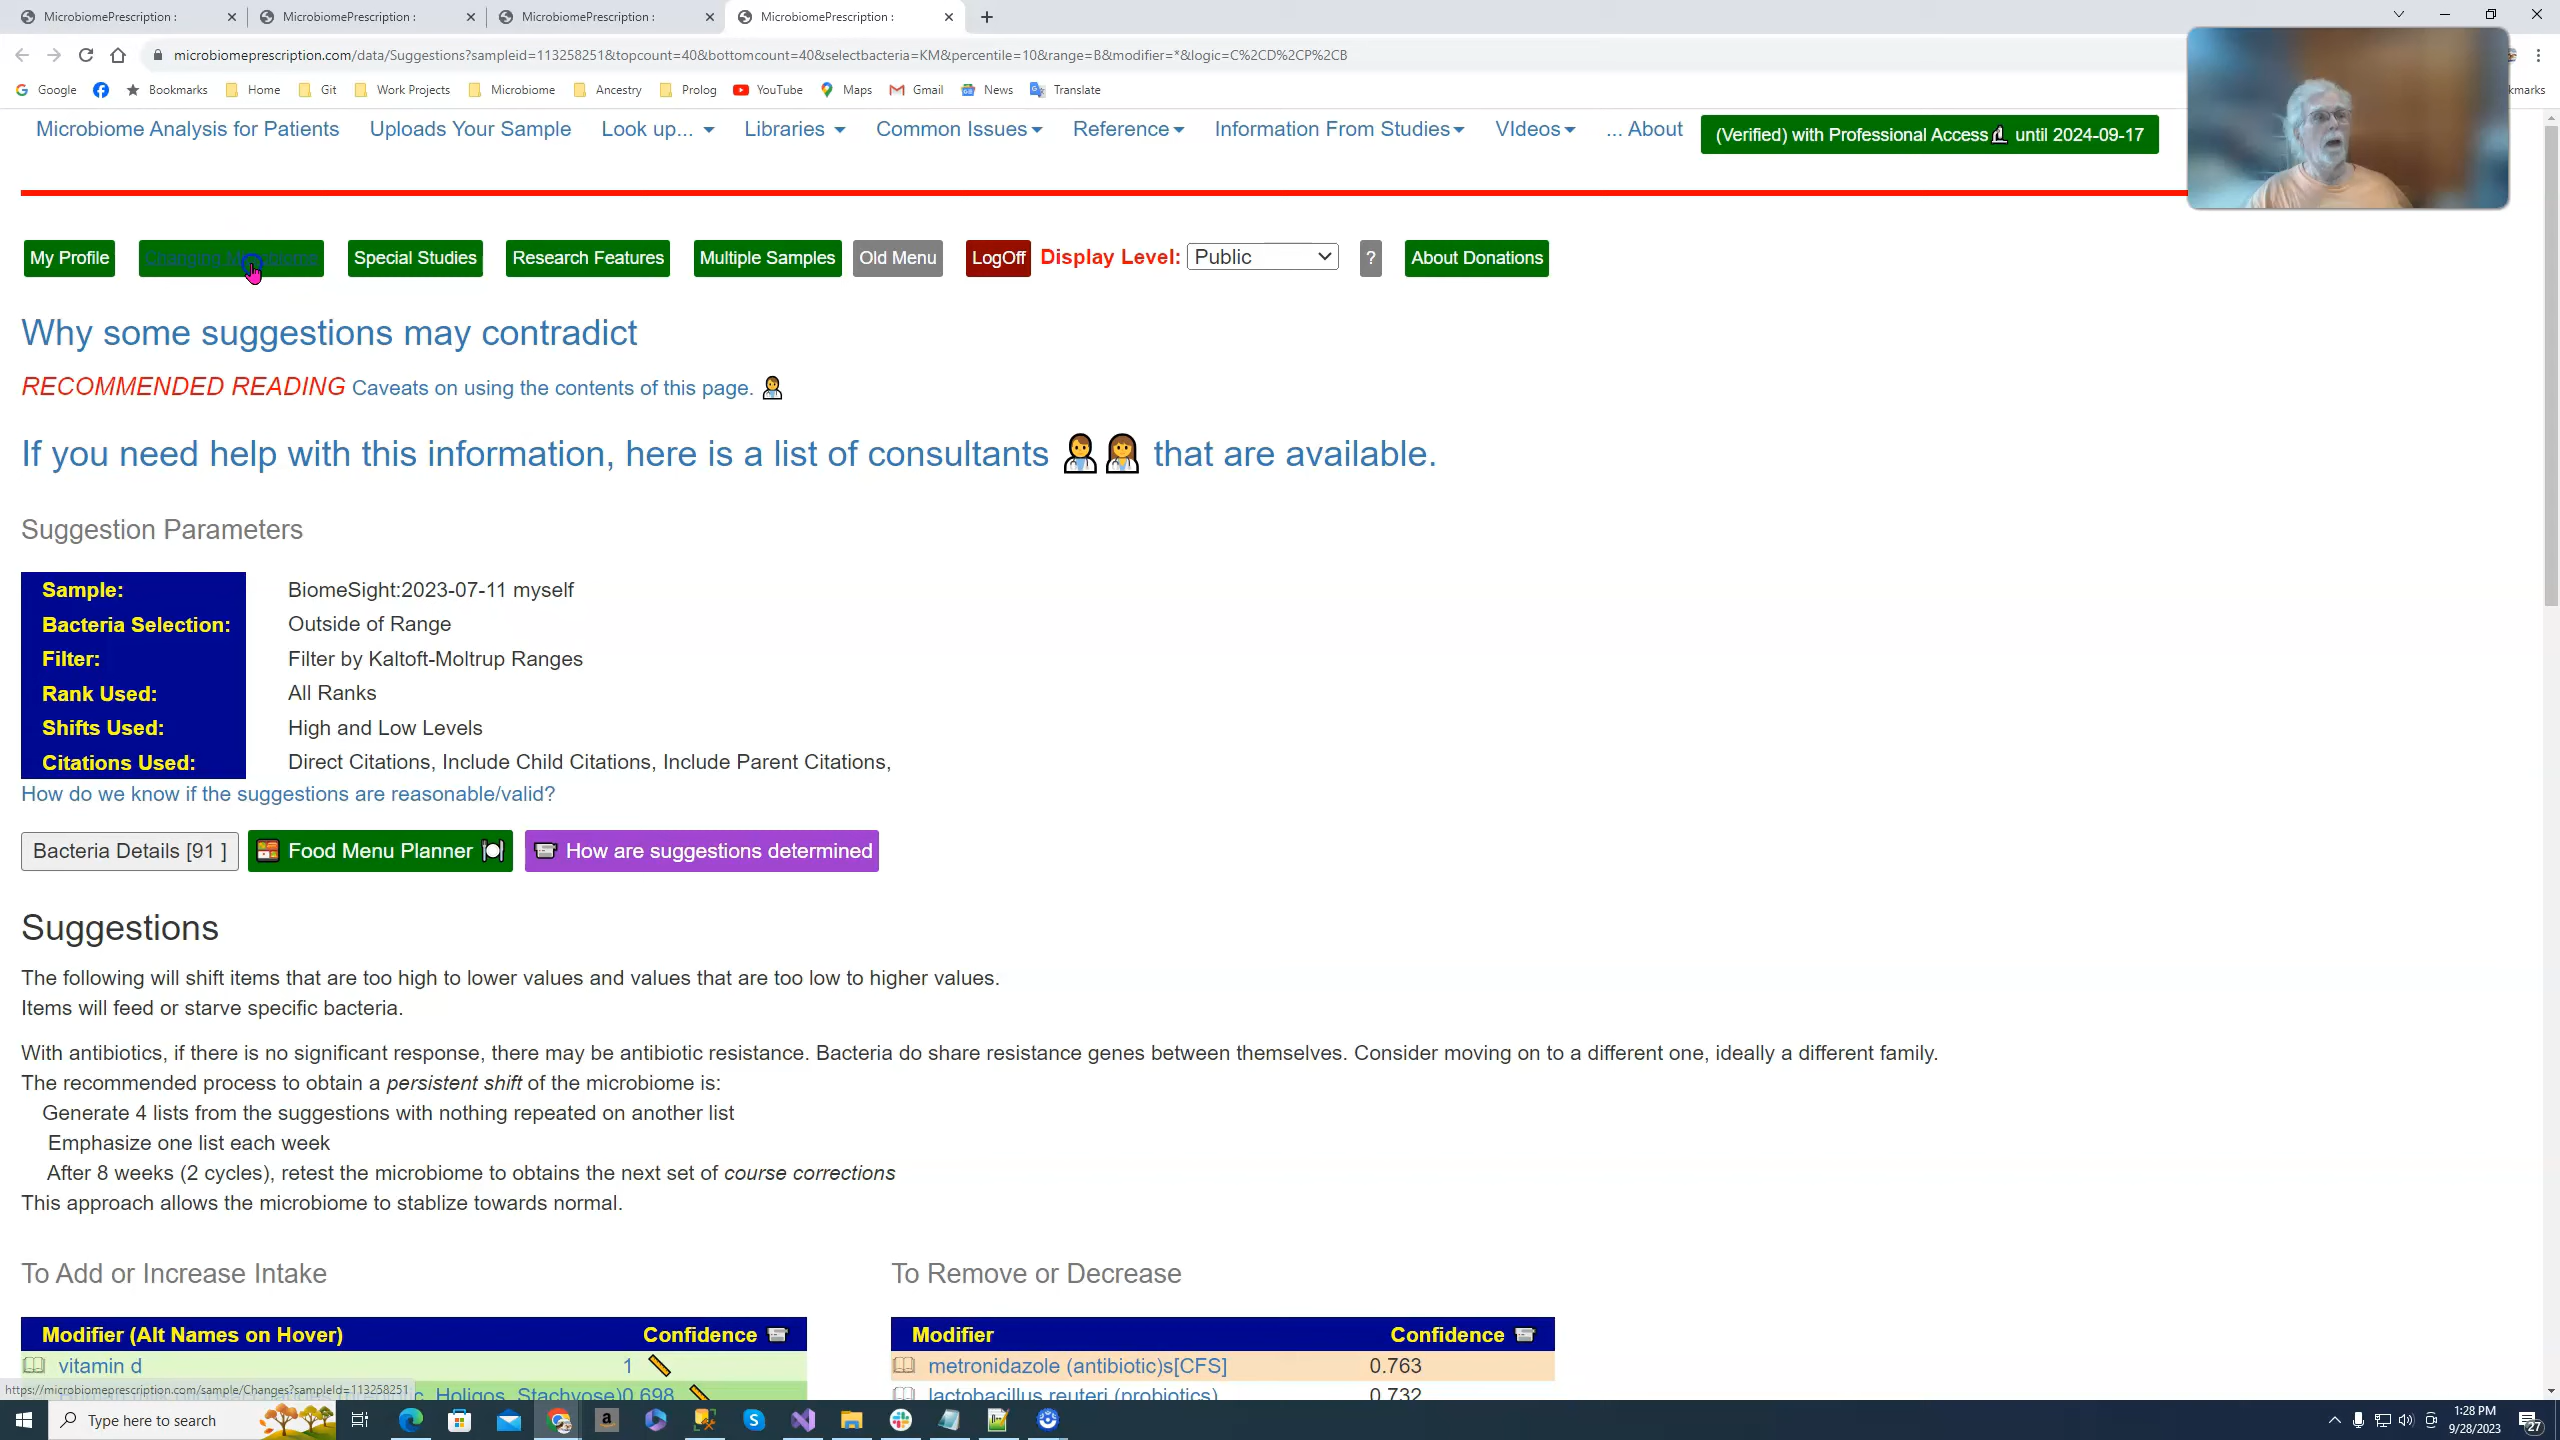 MicrobiomePrescription :
MicrobiomePrescription :
MicrobiomePrescription :
MicrobiomePrescription :
microbiomeprescription.com/data/Suggestions?sampleid=113258251&topcount=40&bottomcount=40&selectbacteria=KM&percentile=10&range=B&modifier=*&logic=C%2CD%2CP%2CB
Google Bookmarks Home Git Work Projects Microbiome Ancestry Prolog YouTube Maps Gmail News Translate
Microbiome Analysis for Patients Uploads Your Sample Look up... Libraries Common Issues Reference Information From Studies VIdeos ... About (Verified) with Professional Access until 2024-09-17
My Profile Changing Microbiome Special Studies Research Features Multiple Samples Old Menu LogOff Display Level: Public ? About Donations
Why some suggestions may contradict
RECOMMENDED READING Caveats on using the contents of this page.
If you need help with this information, here is a list of consultants that are available.
Suggestion Parameters
Sample: BiomeSight:2023-07-11 myself
Bacteria Selection: Outside of Range
Filter: Filter by Kaltoft-Moltrup Ranges
Rank Used: All Ranks
Shifts Used: High and Low Levels
Citations Used: Direct Citations, Include Child Citations, Include Parent Citations,
How do we know if the suggestions are reasonable/valid?
Bacteria Details [91 ] Food Menu Planner How are suggestions determined
Suggestions
The following will shift items that are too high to lower values and values that are too low to higher values.
Items will feed or starve specific bacteria.
With antibiotics, if there is no significant response, there may be antibiotic resistance. Bacteria do share resistance genes between themselves. Consider moving on to a different one, ideally a different family.
The recommended process to obtain a persistent shift of the microbiome is:
Generate 4 lists from the suggestions with nothing repeated on another list
Emphasize one list each week
After 8 weeks (2 cycles), retest the microbiome to obtains the next set of course corrections
This approach allows the microbiome to stablize towards normal.
To Add or Increase Intake To Remove or Decrease
Modifier (Alt Names on Hover) Confidence Modifier Confidence
vitamin d 1 metronidazole (antibiotic)s[CFS] 0.763
Holigos, Stachyose) 0.698 lactobacillus reuteri (probiotics) 0.732
https://microbiomeprescription.com/sample/Changes?sampleId=113258251
Type here to search
1:28 PM
9/28/2023
27